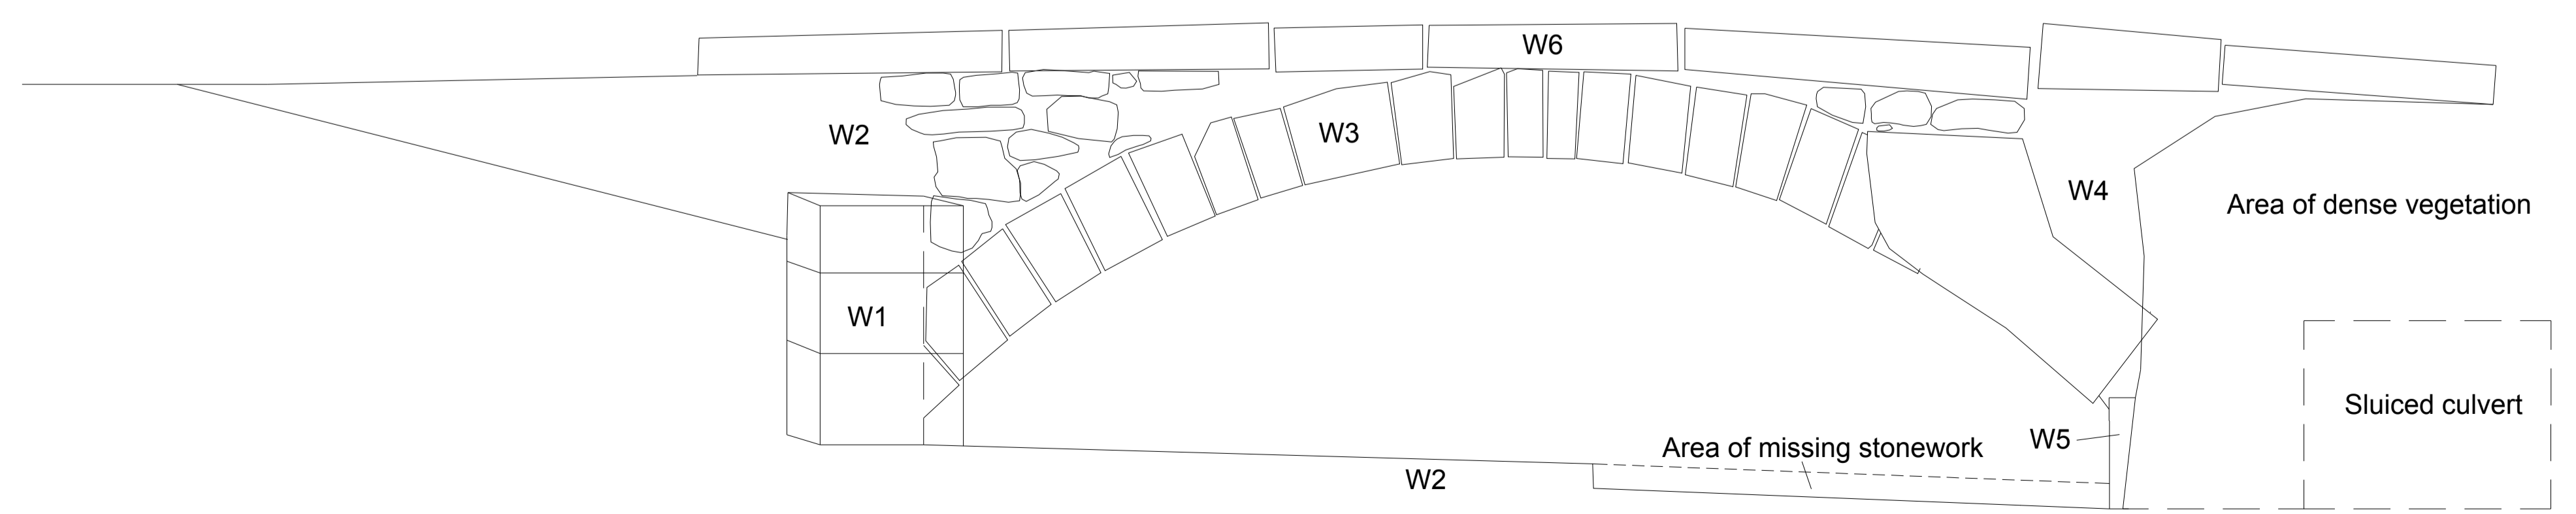 W6
W2
W3
W4
Area of dense vegetation
W1
Sluiced culvert
W5
Area of missing stonework
W2